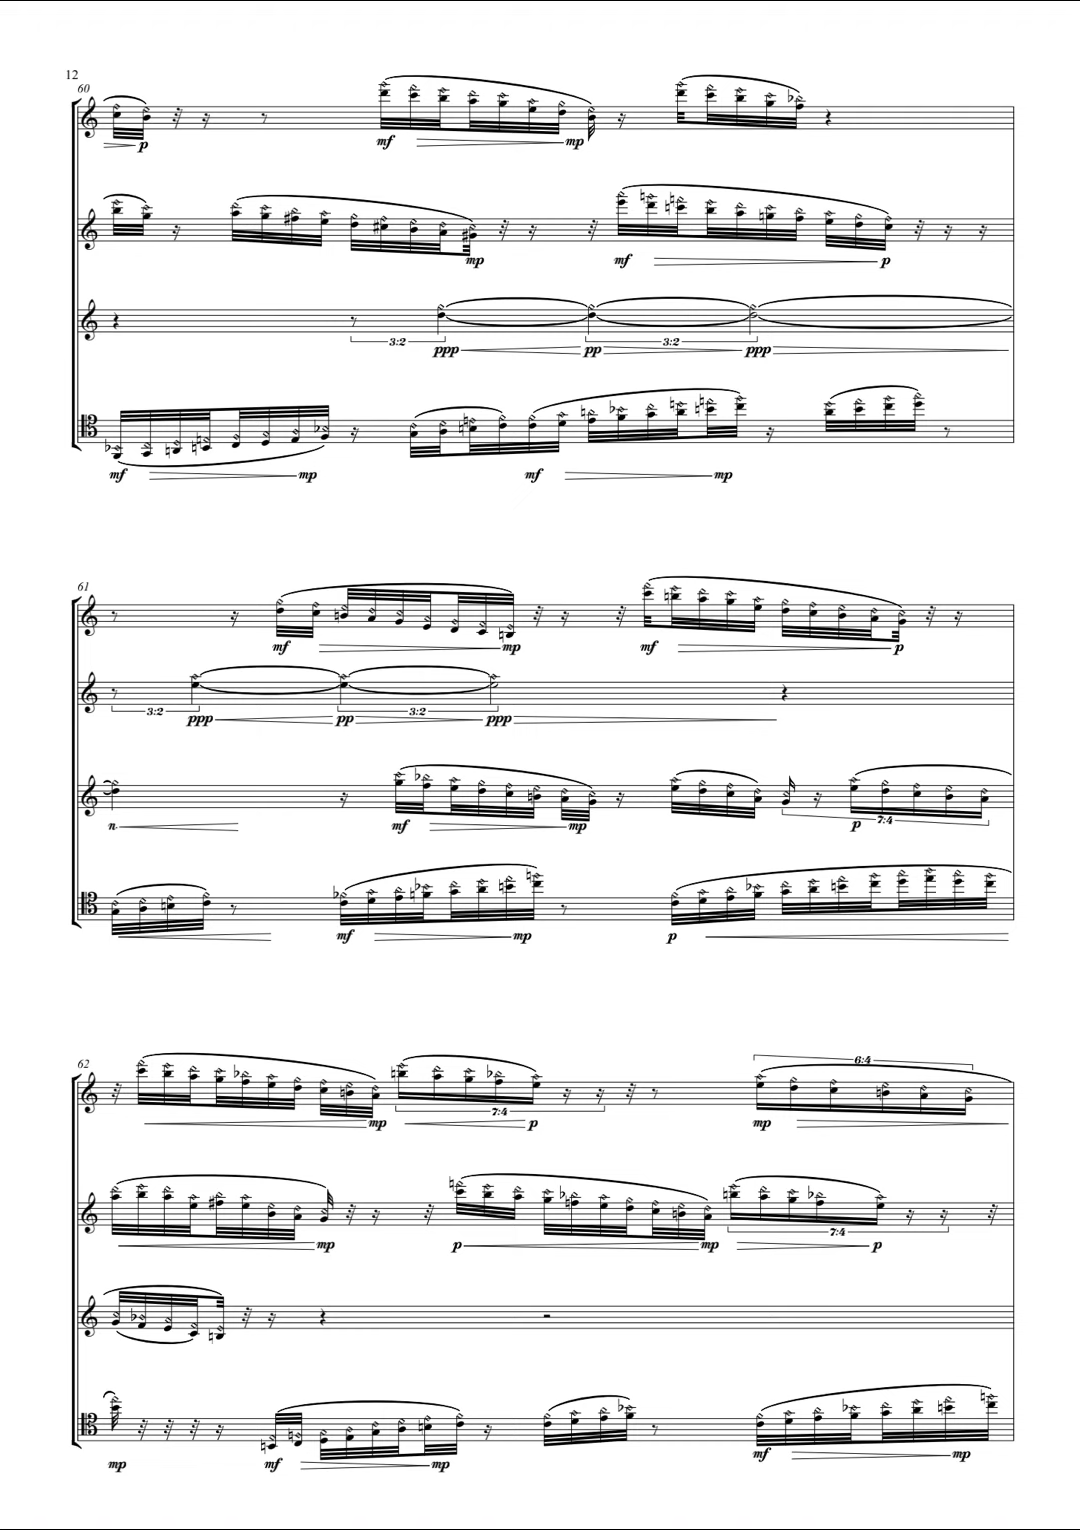 12
60
p
mf mp
mp mf p
3:2 3:2
ppp pp ppp
mf mp mf mp
61
mf mp mf p
3:2 3:2
ppp pp ppp
n mf mp p 7:4
mf mp p
62
6:4
7:4
mp p mp
mp p mp p
7:4
mp mf mp mf mp